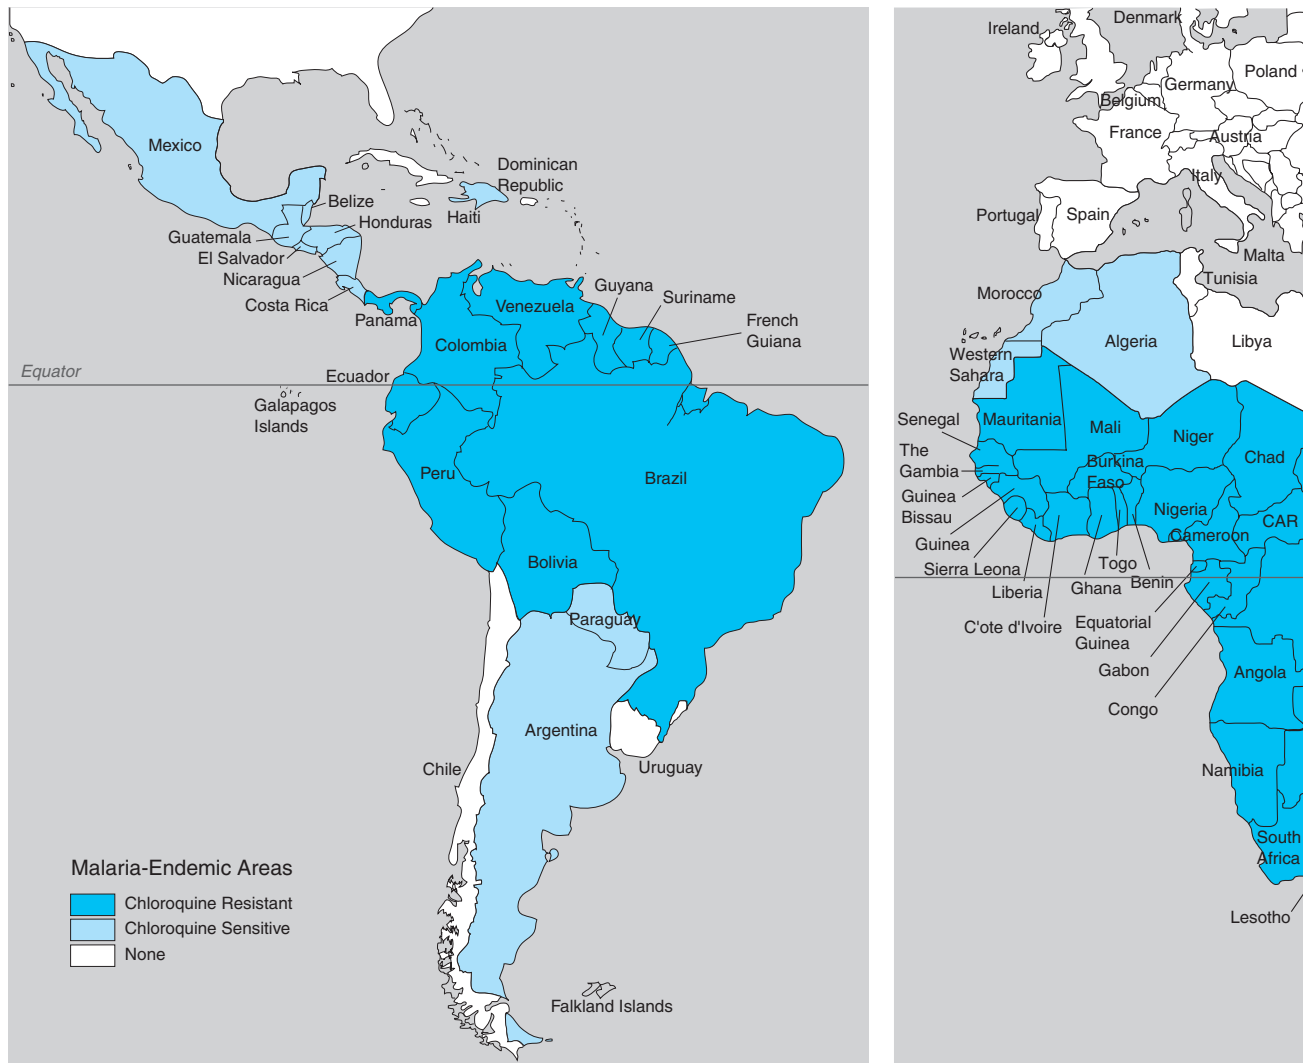 Mexico
Dominican
Republic
Belize
Haiti
Honduras
Guatemala
El Salvador
Nicaragua
Costa Rica
Panama
Venezuela
Guyana
Suriname
French
Guiana
Colombia
Equator
Ecuador
Galapagos
Islands
Peru
Brazil
Bolivia
Paraguay
Argentina
Chile
Uruguay
Falkland Islands
Malaria-Endemic Areas
Chloroquine Resistant
Chloroquine Sensitive
None
Ireland
Denmark
Poland
Germany
Belgium
France
Austria
Italy
Portugal
Spain
Malta
Tunisia
Morocco
Algeria
Libya
Western
Sahara
Senegal
Mauritania
Mali
Niger
Chad
The
Gambia
Burkina
Faso
Guinea
Bissau
Nigeria
CAR
Cameroon
Guinea
Sierra Leona
Liberia
C'ote d'Ivoire
Ghana
Togo
Benin
Equatorial
Guinea
Gabon
Congo
Angola
Namibia
South
Africa
Lesotho